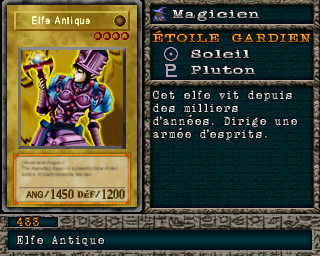 Elfe Antique
ANG/1450 DÉF/1200
Magicien
ÉTOILE GARDIEN
Soleil
Pluton
Cet elfe vit depuis
des milliers
d'années. Dirige une
armée d'esprits.
433
Elfe Antique